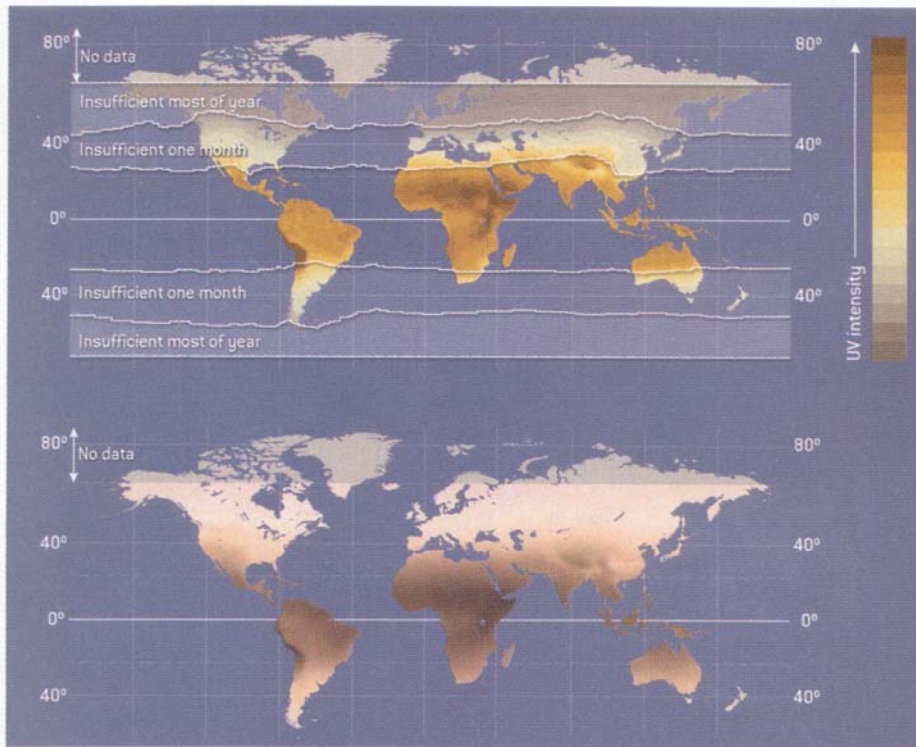 80°
No data
80°
Insufficient most of year
40°
Insufficient one month
40°
0°
0°
Insufficient one month
40°
40°
Insufficient most of year
UV intensity
80°
No data
80°
40°
40°
0°
0°
40°
40°